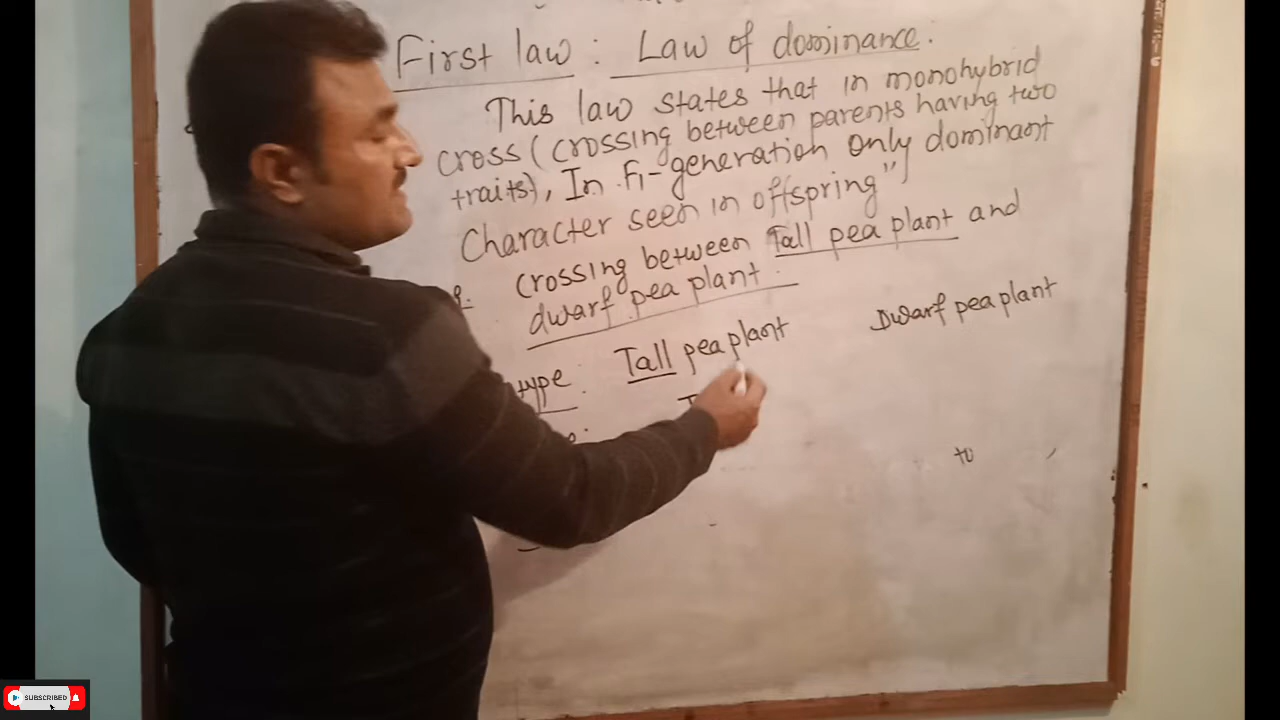 First law : Law of dominance.
This law states that in monohybrid
cross (crossing between parents having two
traits), In F1-generation only dominant
Character seen in offspring"
crossing between Tall pea plant and
dwarf pea plant.
type : Tall pea plant Dwarf pea plant
T
to
SUBSCRIBED